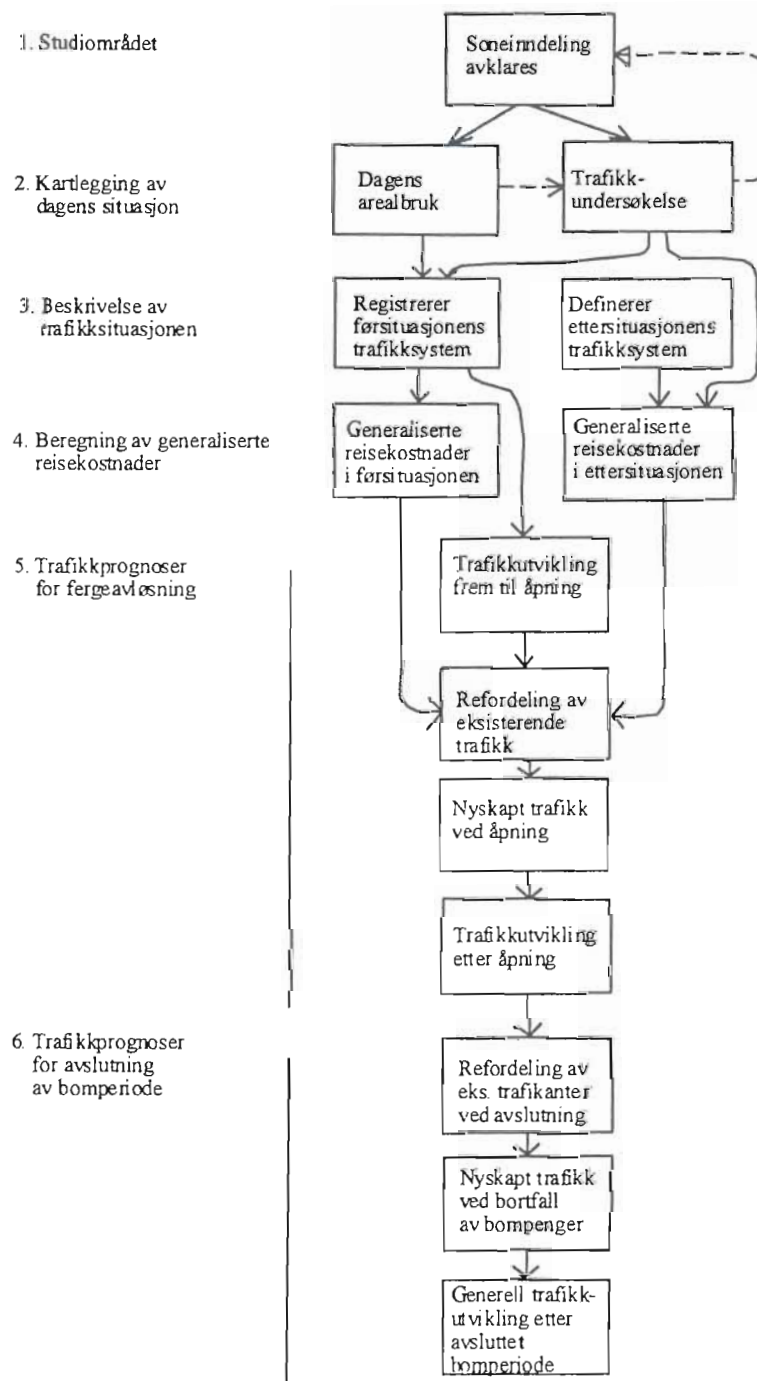 1. Studiområdet
Soneinndeling
avklares
2. Kartlegging av
dagens situasjon
Dagens
arealbruk
Trafikk-
undersøkelse
3. Beskrivelse av
trafikksituasjonen
Registrerer
førsituasjonens
trafikksystem
Definerer
ettersituasjonens
trafikksystem
4. Beregning av generaliserte
reisekostnader
Generaliserte
reisekostnader
i førsituasjonen
Generaliserte
reisekostnader
i ettersituasjonen
5. Trafikkprognoser
for fergeavløsning
Trafikkutvikling
frem til åpning
Refordeling av
eksisterende
trafikk
Nyskapt trafikk
ved åpning
Trafikkutvikling
etter åpning
6. Trafikkprognoser
for avslutning
av bomperiode
Refordeling av
eks. trafikanter
ved avslutning
Nyskapt trafikk
ved bortfall
av bompenger
Generell trafikk-
utvikling etter
avsluttet
bomperiode